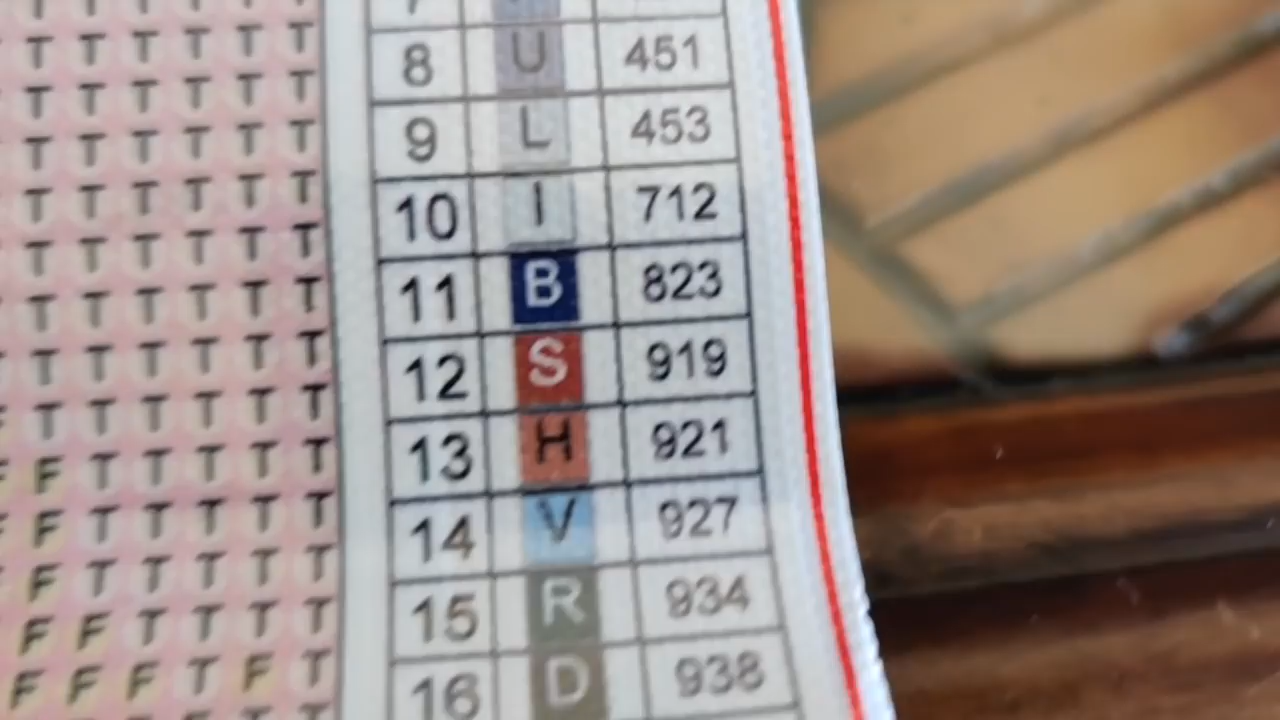 T T T T T T 8 U 451
T T T T T T
T T T T T T 9 L 453
T T T T T T 10 I 712
T T T T T T
T T T T T T 11 B 823
T T T T T T 12 S 919
T T T T T T
F F T T T T T 13 H 921
F F T T T T T 14 V 927
F T T T T T
F F T T T T 15 R 934
F F F T F T 16 D 938